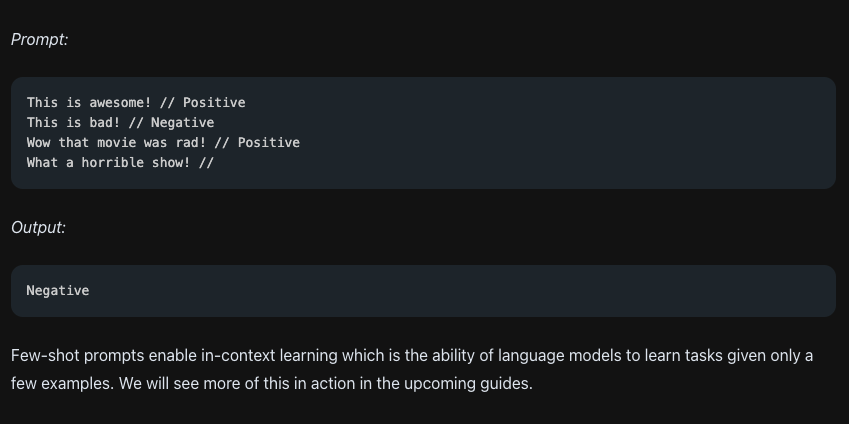 Prompt:
This is awesome! // Positive
This is bad! // Negative
Wow that movie was rad! // Positive
What a horrible show! //
Output:
Negative
Few-shot prompts enable in-context learning which is the ability of language models to learn tasks given only a
few examples. We will see more of this in action in the upcoming guides.